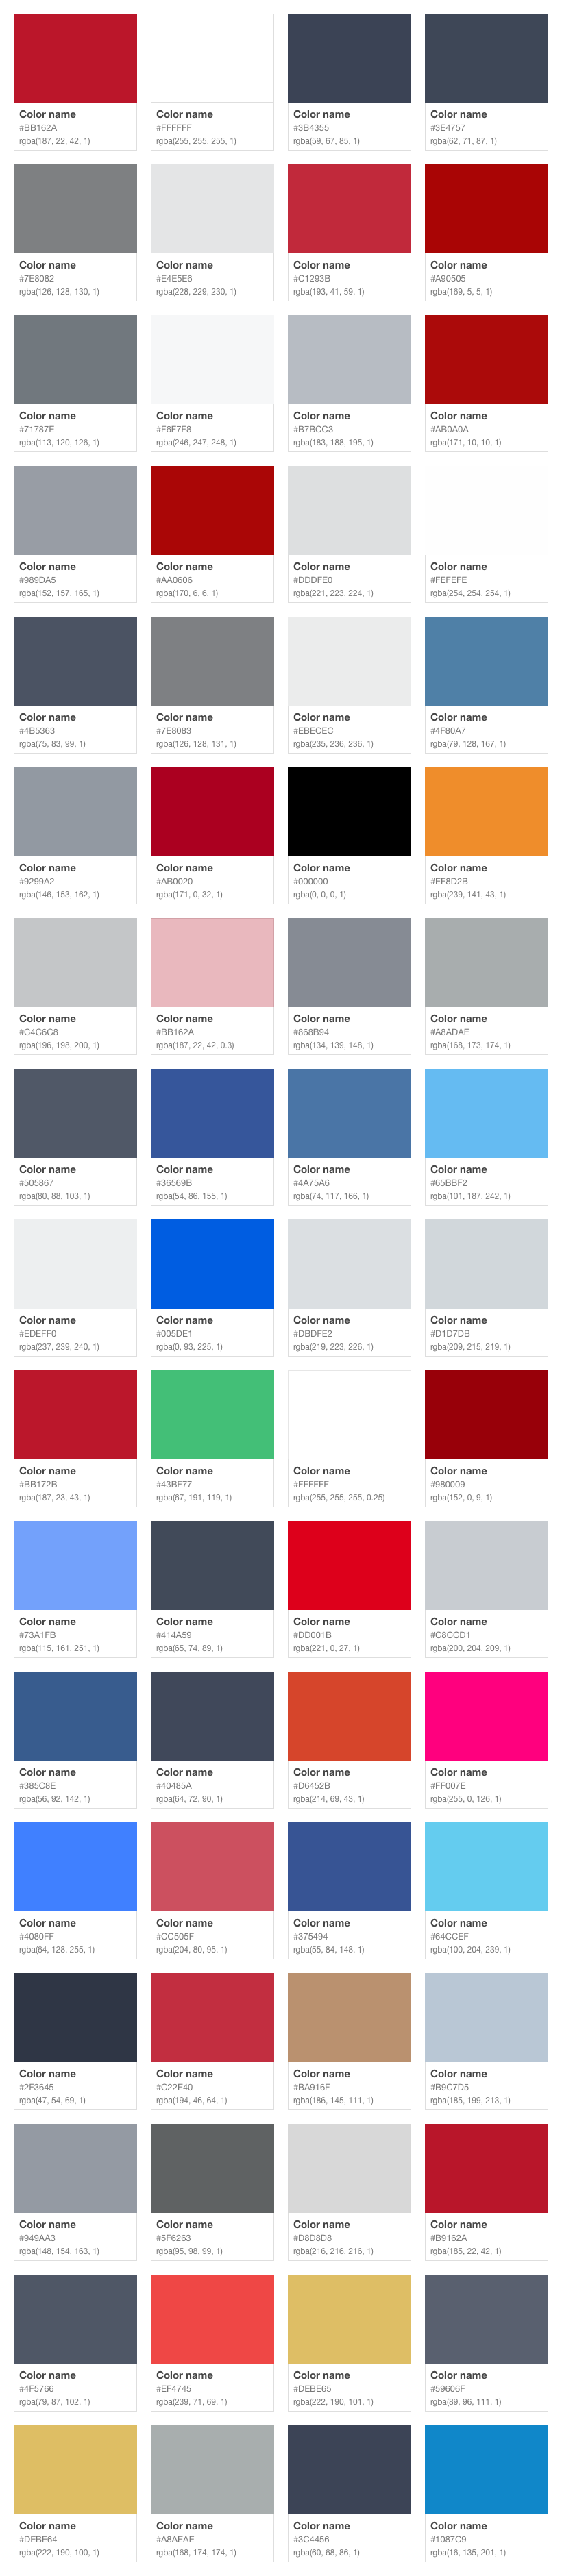 Color name
#BB162A
rgba(187, 22, 42, 1)
Color name
#FFFFFF
rgba(255, 255, 255, 1)
Color name
#3B4355
rgba(59, 67, 85, 1)
Color name
#3E4757
rgba(62, 71, 87, 1)
Color name
#7E8082
rgba(126, 128, 130, 1)
Color name
#E4E5E6
rgba(228, 229, 230, 1)
Color name
#C1293B
rgba(193, 41, 59, 1)
Color name
#A90505
rgba(169, 5, 5, 1)
Color name
#71787E
rgba(113, 120, 126, 1)
Color name
#F6F7F8
rgba(246, 247, 248, 1)
Color name
#B7BCC3
rgba(183, 188, 195, 1)
Color name
#AB0A0A
rgba(171, 10, 10, 1)
Color name
#989DA5
rgba(152, 157, 165, 1)
Color name
#AA0606
rgba(170, 6, 6, 1)
Color name
#DDDFE0
rgba(221, 223, 224, 1)
Color name
#FEFEFE
rgba(254, 254, 254, 1)
Color name
#4B5363
rgba(75, 83, 99, 1)
Color name
#7E8083
rgba(126, 128, 131, 1)
Color name
#EBECEC
rgba(235, 236, 236, 1)
Color name
#4F80A7
rgba(79, 128, 167, 1)
Color name
#9299A2
rgba(146, 153, 162, 1)
Color name
#AB0020
rgba(171, 0, 32, 1)
Color name
#000000
rgba(0, 0, 0, 1)
Color name
#EF8D2B
rgba(239, 141, 43, 1)
Color name
#C4C6C8
rgba(196, 198, 200, 1)
Color name
#BB162A
rgba(187, 22, 42, 0.3)
Color name
#868B94
rgba(134, 139, 148, 1)
Color name
#A8ADAE
rgba(168, 173, 174, 1)
Color name
#505867
rgba(80, 88, 103, 1)
Color name
#36569B
rgba(54, 86, 155, 1)
Color name
#4A75A6
rgba(74, 117, 166, 1)
Color name
#65BBF2
rgba(101, 187, 242, 1)
Color name
#EDEFF0
rgba(237, 239, 240, 1)
Color name
#005DE1
rgba(0, 93, 225, 1)
Color name
#DBDFE2
rgba(219, 223, 226, 1)
Color name
#D1D7DB
rgba(209, 215, 219, 1)
Color name
#BB172B
rgba(187, 23, 43, 1)
Color name
#43BF77
rgba(67, 191, 119, 1)
Color name
#FFFFFF
rgba(255, 255, 255, 0.25)
Color name
#980009
rgba(152, 0, 9, 1)
Color name
#73A1FB
rgba(115, 161, 251, 1)
Color name
#414A59
rgba(65, 74, 89, 1)
Color name
#DD001B
rgba(221, 0, 27, 1)
Color name
#C8CCD1
rgba(200, 204, 209, 1)
Color name
#385C8E
rgba(56, 92, 142, 1)
Color name
#40485A
rgba(64, 72, 90, 1)
Color name
#D6452B
rgba(214, 69, 43, 1)
Color name
#FF007E
rgba(255, 0, 126, 1)
Color name
#4080FF
rgba(64, 128, 255, 1)
Color name
#CC505F
rgba(204, 80, 95, 1)
Color name
#375494
rgba(55, 84, 148, 1)
Color name
#64CCEF
rgba(100, 204, 239, 1)
Color name
#2F3645
rgba(47, 54, 69, 1)
Color name
#C22E40
rgba(194, 46, 64, 1)
Color name
#BA916F
rgba(186, 145, 111, 1)
Color name
#B9C7D5
rgba(185, 199, 213, 1)
Color name
#949AA3
rgba(148, 154, 163, 1)
Color name
#5F6263
rgba(95, 98, 99, 1)
Color name
#D8D8D8
rgba(216, 216, 216, 1)
Color name
#B9162A
rgba(185, 22, 42, 1)
Color name
#4F5766
rgba(79, 87, 102, 1)
Color name
#EF4745
rgba(239, 71, 69, 1)
Color name
#DEBE65
rgba(222, 190, 101, 1)
Color name
#59606F
rgba(89, 96, 111, 1)
Color name
#DEBE64
rgba(222, 190, 100, 1)
Color name
#A8AEAE
rgba(168, 174, 174, 1)
Color name
#3C4456
rgba(60, 68, 86, 1)
Color name
#1087C9
rgba(16, 135, 201, 1)